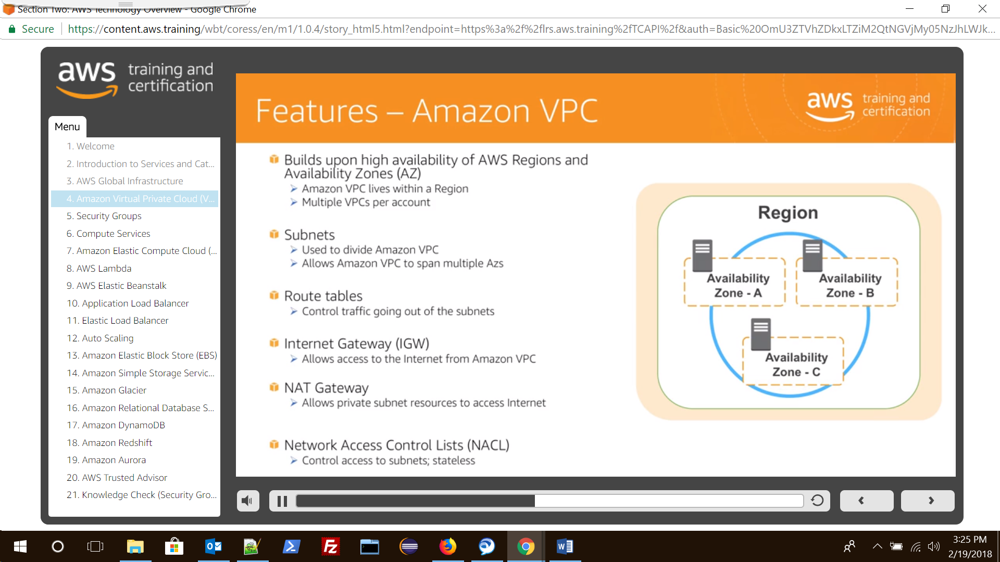 Section Two: AWS Technology Overview - Google Chrome
Secure
https://content.aws.training/wbt/coress/en/m1/1.0.4/story_html5.html?endpoint=https%3a%2f%2flrs.aws.training%2fTCAPI%2f&auth=Basic%20OmU3ZTVhZDkxLTZiM2QtNGVjMy05NzJhLWJk...
aws training and certification
Menu
1. Welcome
2. Introduction to Services and Cat...
3. AWS Global Infrastructure
4. Amazon Virtual Private Cloud (V...
5. Security Groups
6. Compute Services
7. Amazon Elastic Compute Cloud (...
8. AWS Lambda
9. AWS Elastic Beanstalk
10. Application Load Balancer
11. Elastic Load Balancer
12. Auto Scaling
13. Amazon Elastic Block Store (EBS)
14. Amazon Simple Storage Servic...
15. Amazon Glacier
16. Amazon Relational Database S...
17. Amazon DynamoDB
18. Amazon Redshift
19. Amazon Aurora
20. AWS Trusted Advisor
21. Knowledge Check (Security Gro...
Features – Amazon VPC
aws training and certification
Builds upon high availability of AWS Regions and
Availability Zones (AZ)
Amazon VPC lives within a Region
Multiple VPCs per account
Subnets
Used to divide Amazon VPC
Allows Amazon VPC to span multiple Azs
Route tables
Control traffic going out of the subnets
Internet Gateway (IGW)
Allows access to the Internet from Amazon VPC
NAT Gateway
Allows private subnet resources to access Internet
Network Access Control Lists (NACL)
Control access to subnets; stateless
Region
Availability
Zone - A
Availability
Zone - B
Availability
Zone - C
3:25 PM
2/19/2018